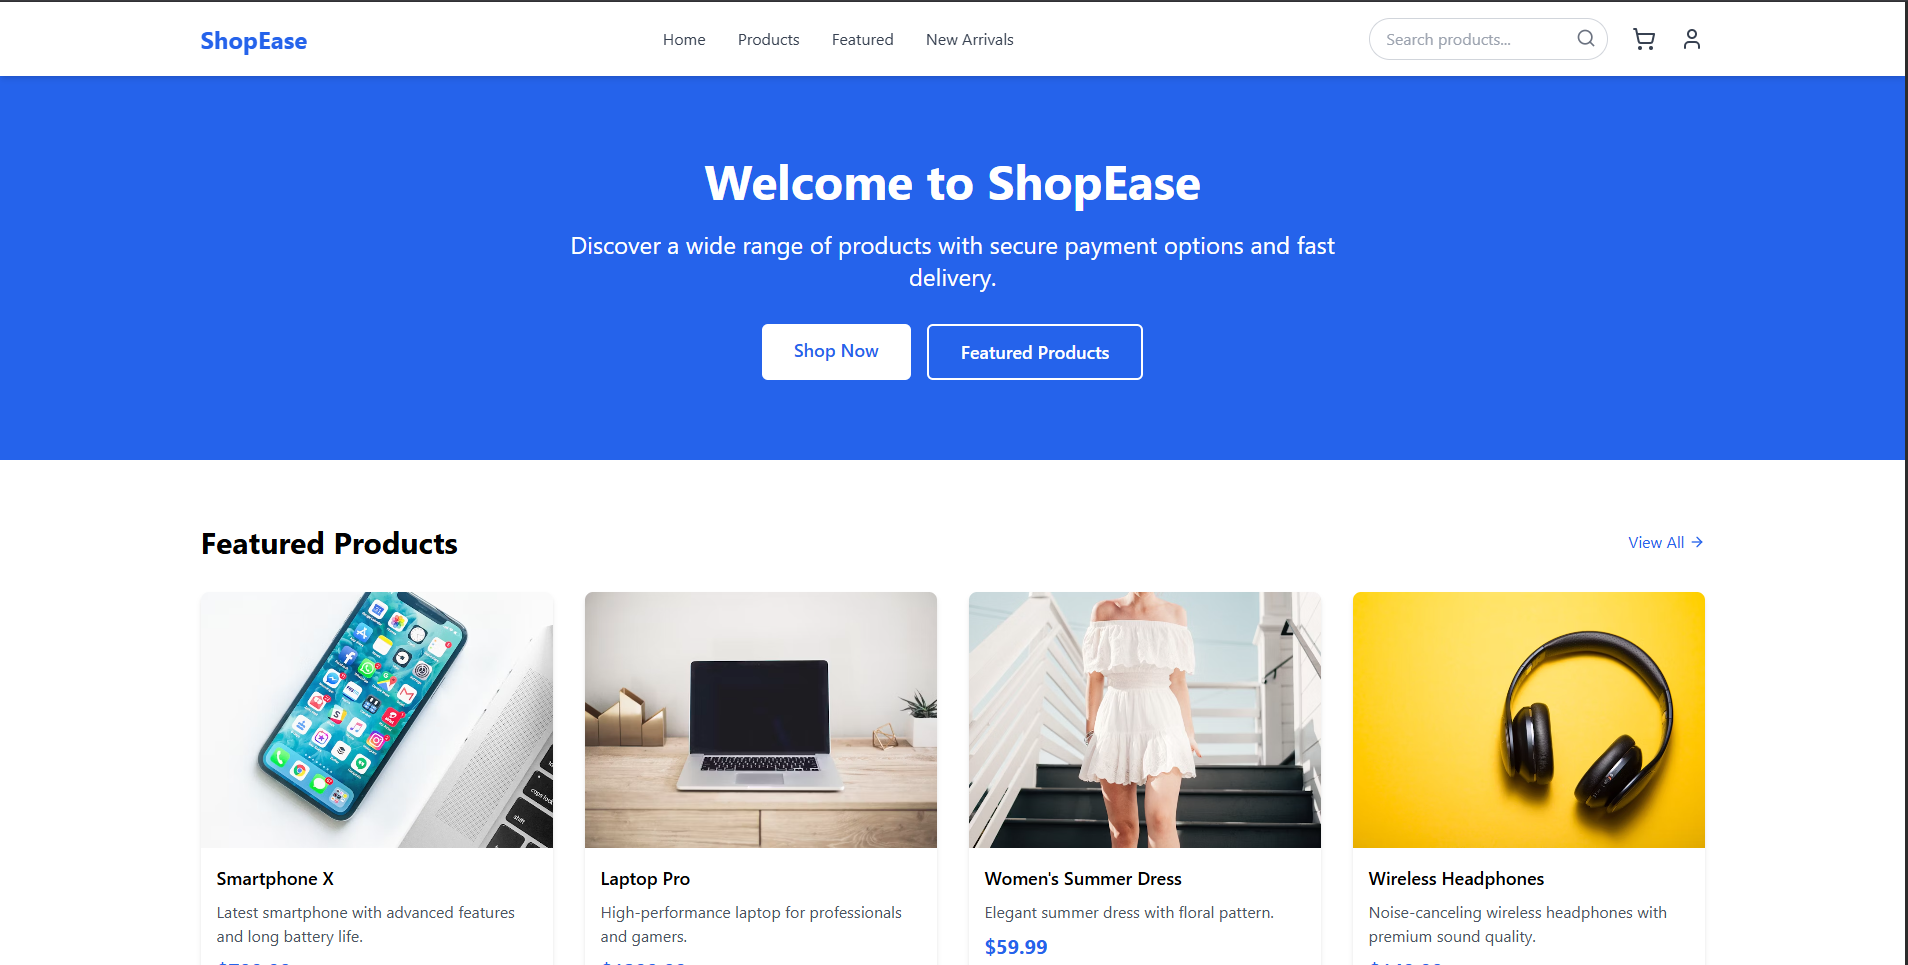 ShopEase
Home
Products
Featured
New Arrivals
Search products...
Welcome to ShopEase
Discover a wide range of products with secure payment options and fast
delivery.
Shop Now
Featured Products
Featured Products
View All
Smartphone X
Latest smartphone with advanced features
and long battery life.
Laptop Pro
High-performance laptop for professionals
and gamers.
Women's Summer Dress
Elegant summer dress with floral pattern.
$59.99
Wireless Headphones
Noise-canceling wireless headphones with
premium sound quality.